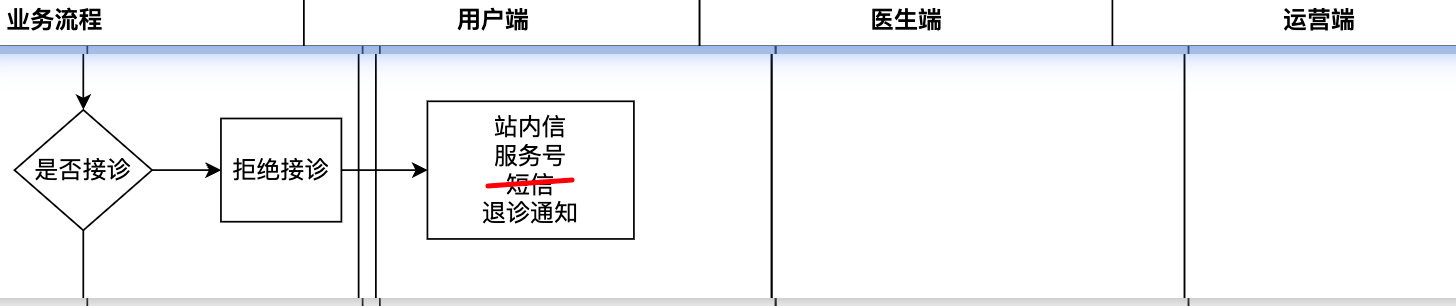 业务流程
用户端
医生端
运营端
是否接诊
拒绝接诊
站内信
服务号
短信
退诊通知